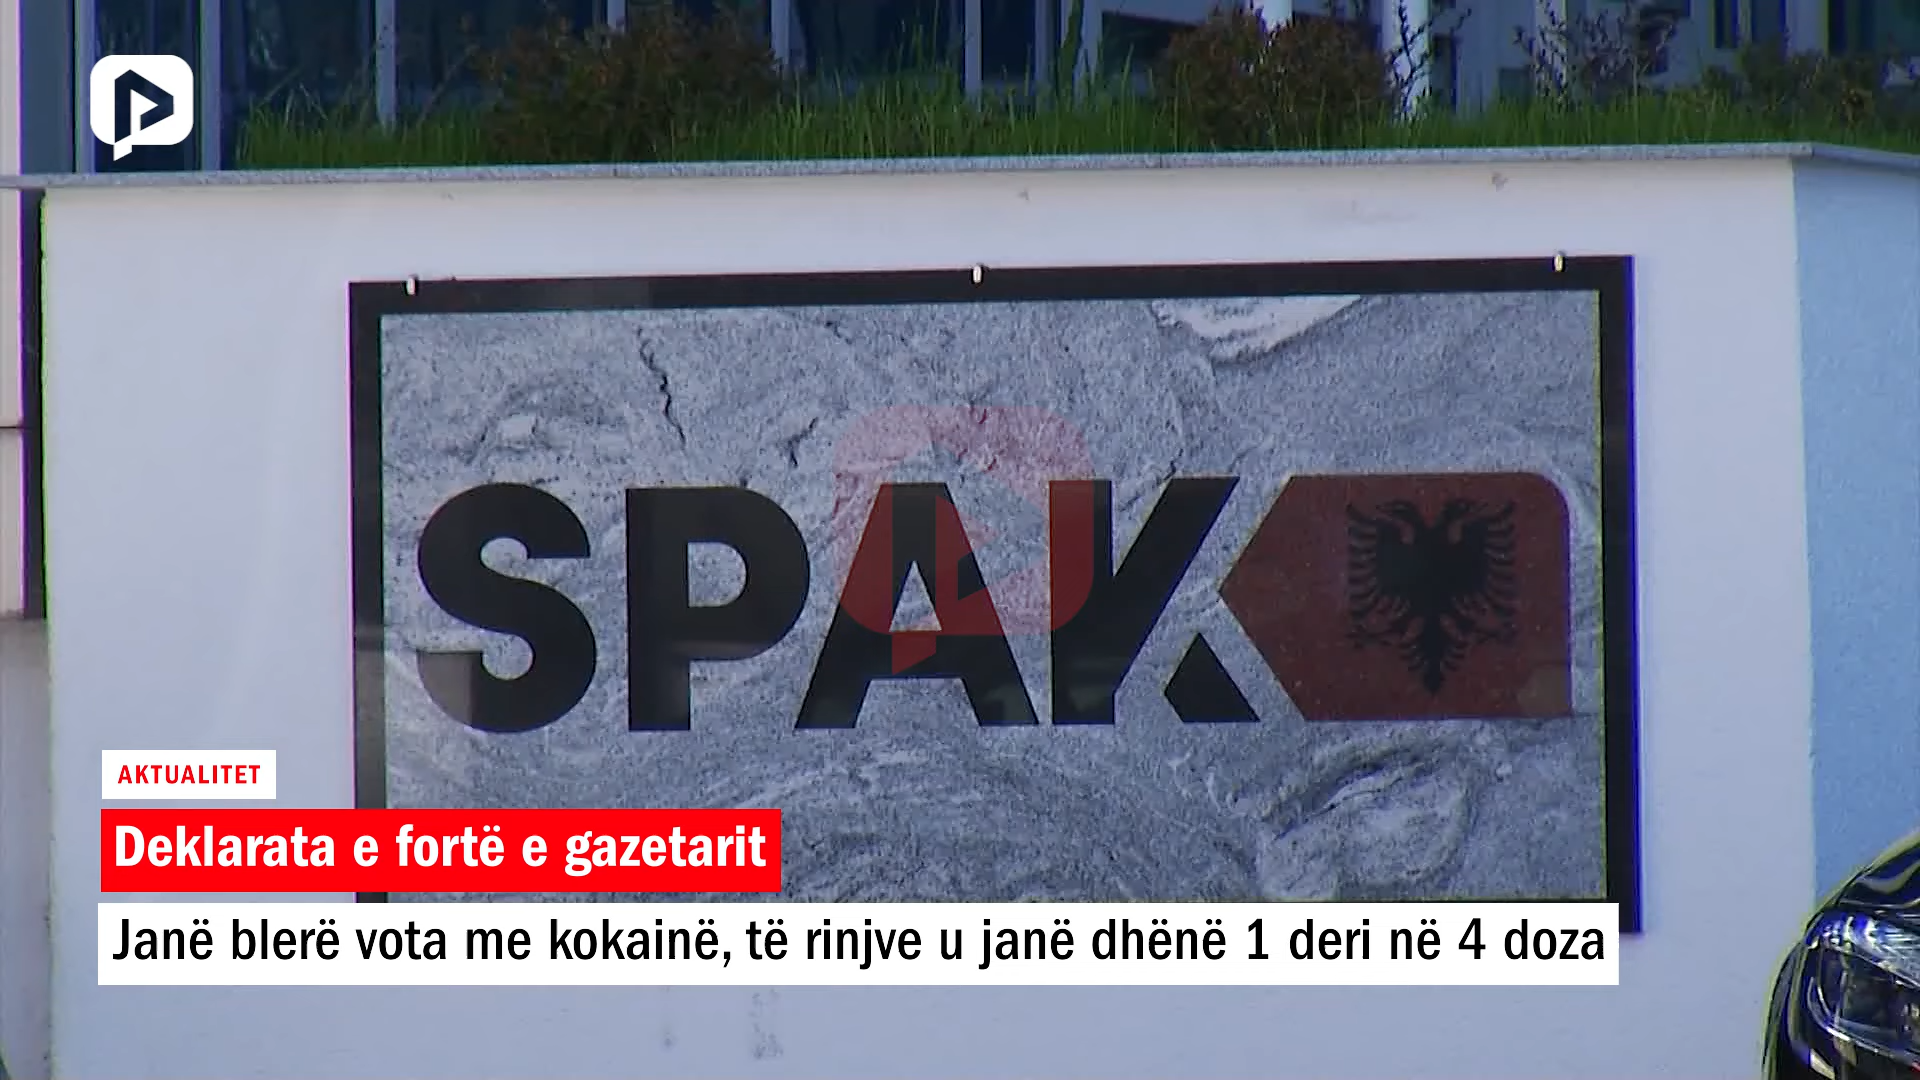 SPAK
AKTUALITET
Deklarata e fortë e gazetarit
Janë blerë vota me kokainë, të rinjve u janë dhënë 1 deri në 4 doza